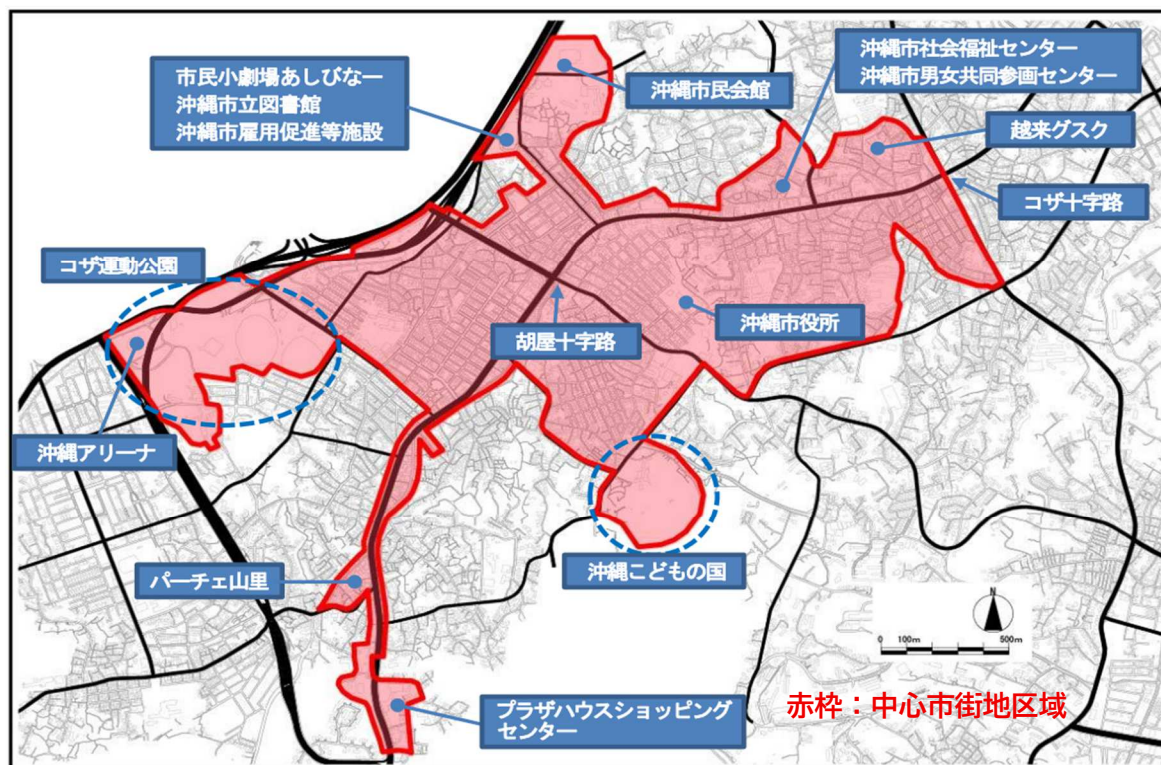 市民小劇場あしびなー
沖縄市立図書館
沖縄市雇用促進等施設
沖縄市民会館
沖縄市社会福祉センター
沖縄市男女共同参画センター
越来グスク
コザ十字路
コザ運動公園
胡屋十字路
沖縄市役所
沖縄アリーナ
パーチェ山里
沖縄こどもの国
N
0 100m 500m
プラザハウスショッピング
センター
赤枠：中心市街地区域